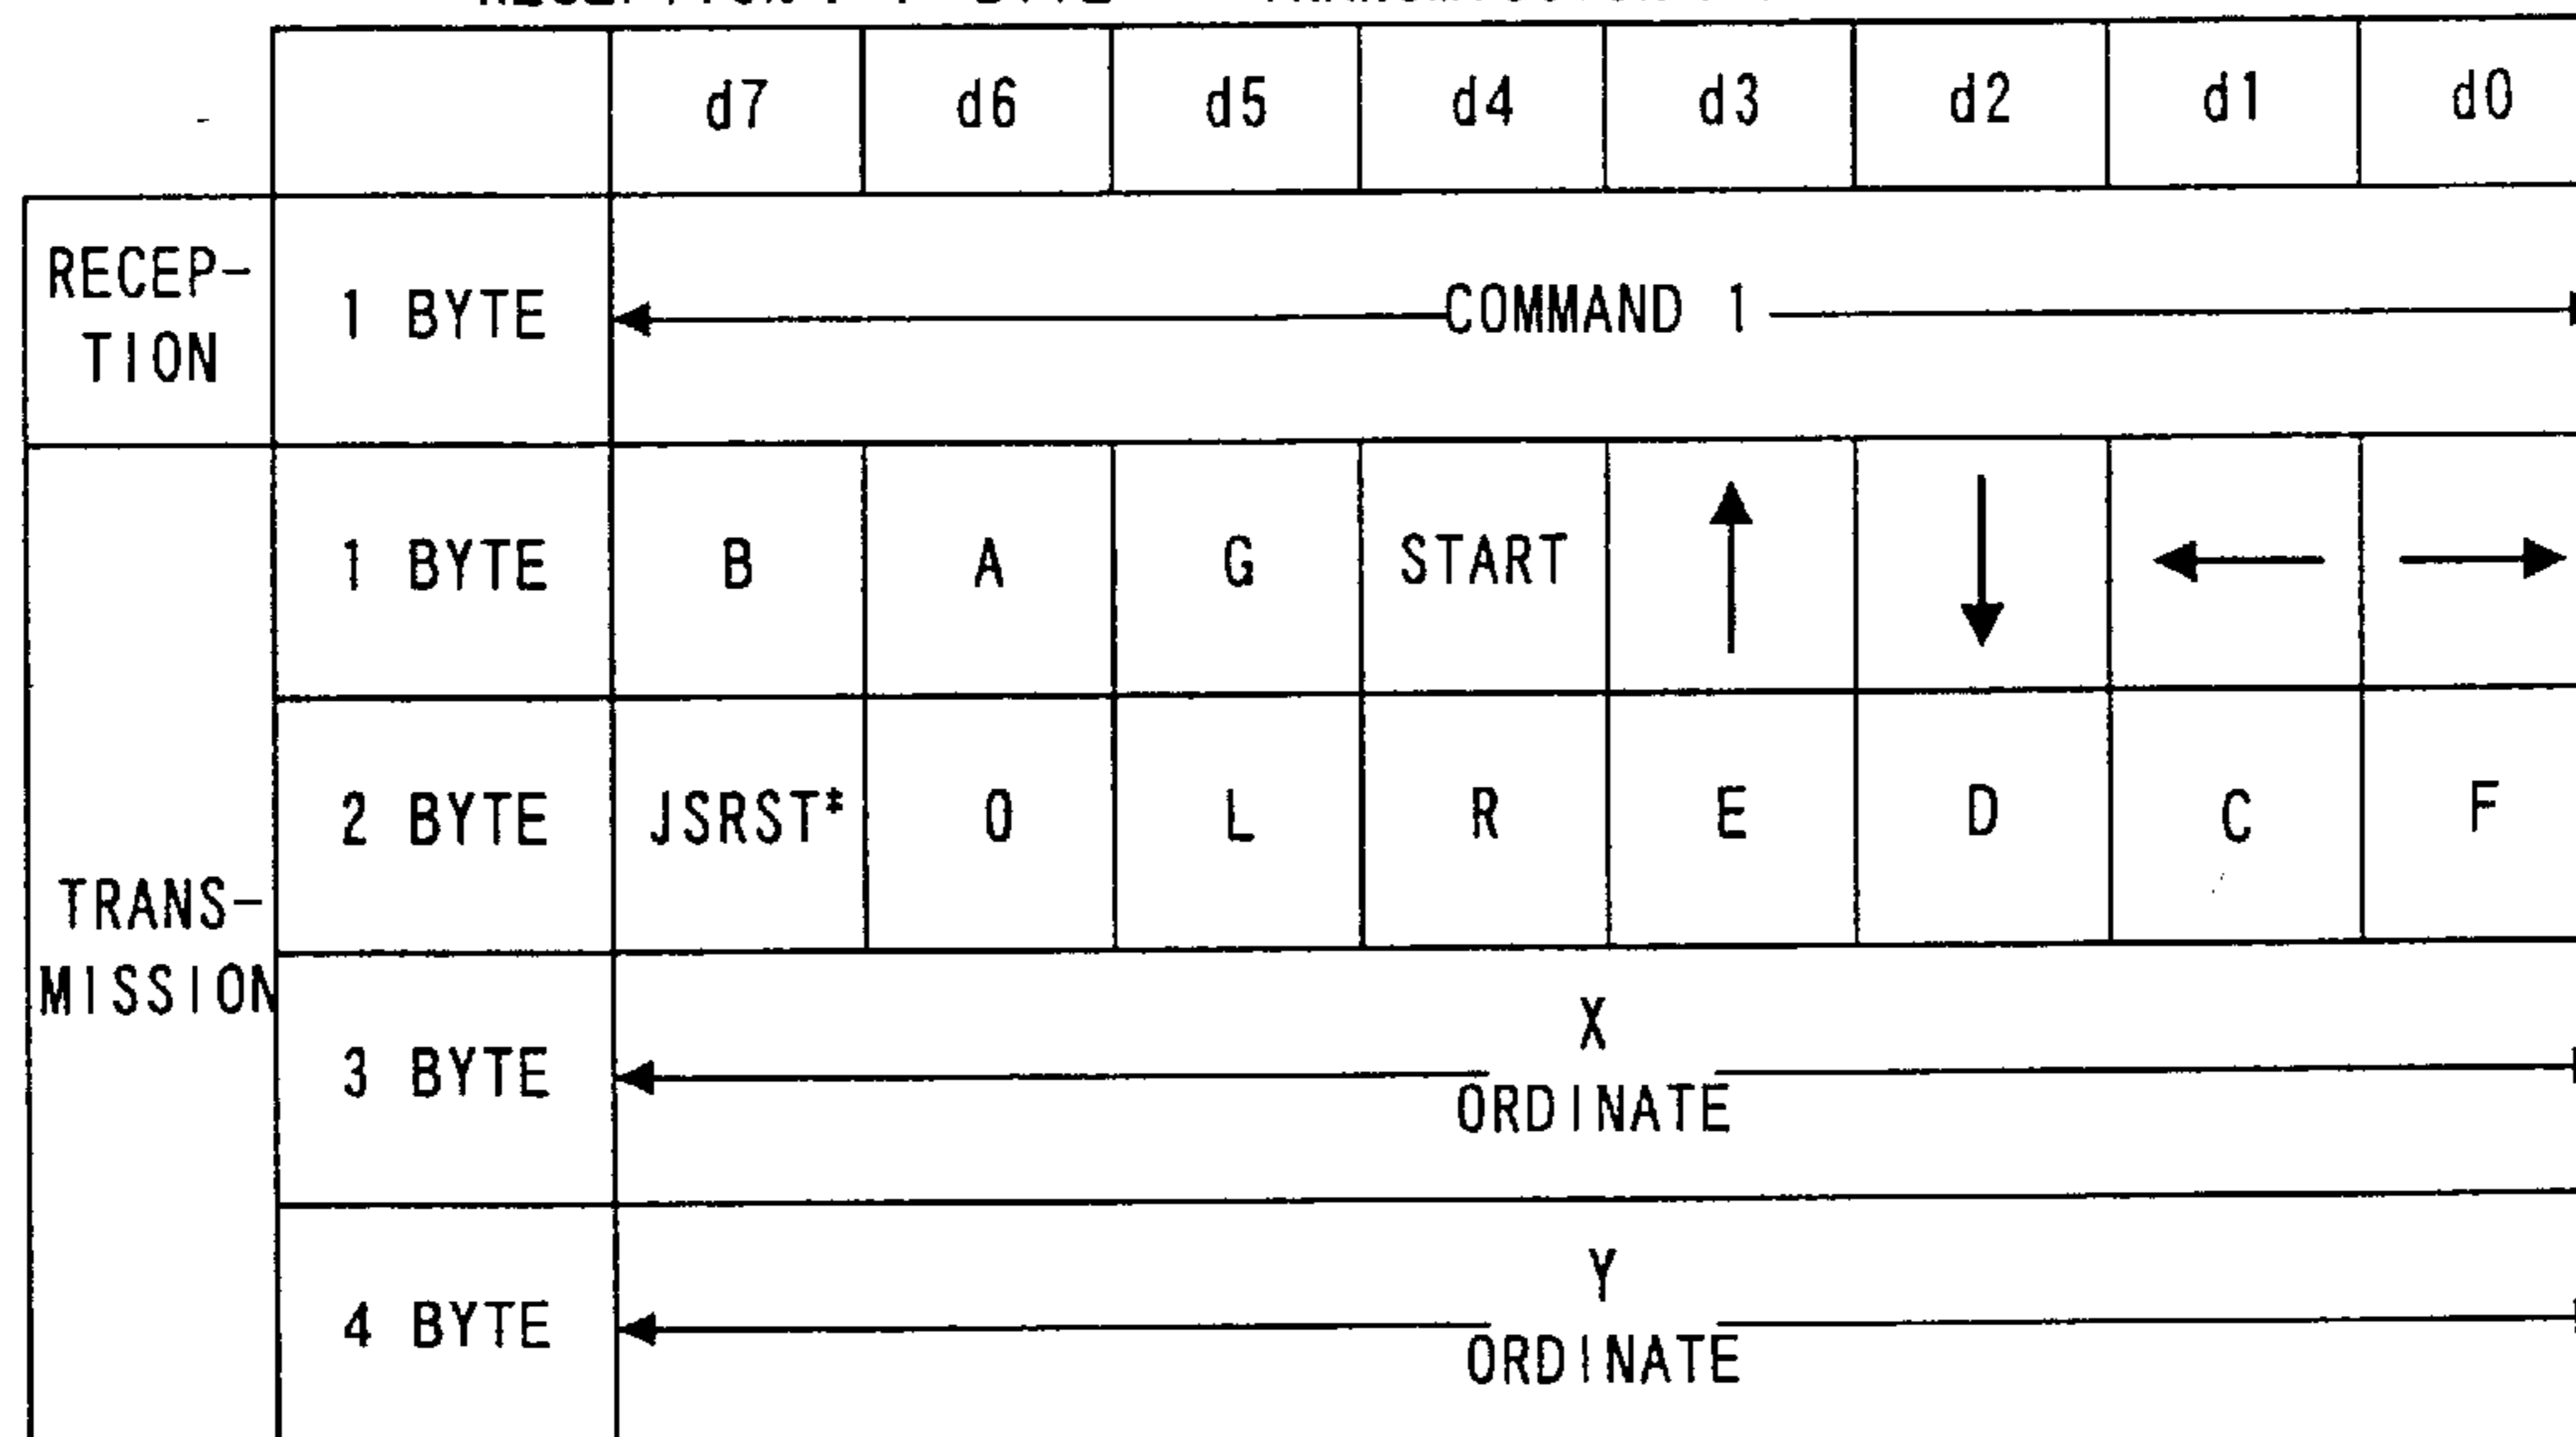 d7 d6 d5 d4 d3 d2 d1 d0
RECEP-
TION
1 BYTE
COMMAND 1
1 BYTE B A G START ↑ ↓ ← →
2 BYTE JSRST* 0 L R E D C F
TRANS-
MISSION
3 BYTE
X
ORDINATE
4 BYTE
Y
ORDINATE